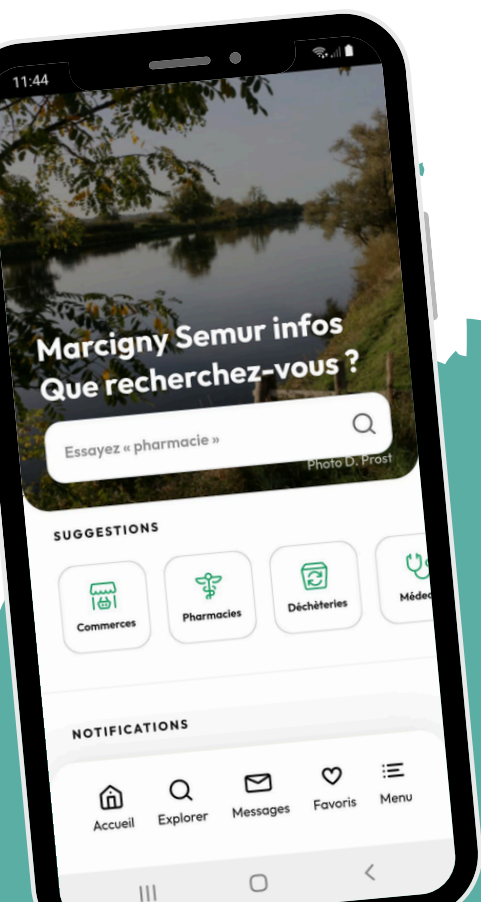 11:44
Marcigny Semur infos
Que recherchez-vous ?
Essayez « pharmacie »
Photo D. Prost
SUGGESTIONS
Commerces
Pharmacies
Déchèteries
NOTIFICATIONS
Accueil
Explorer
Messages
Favoris
Menu